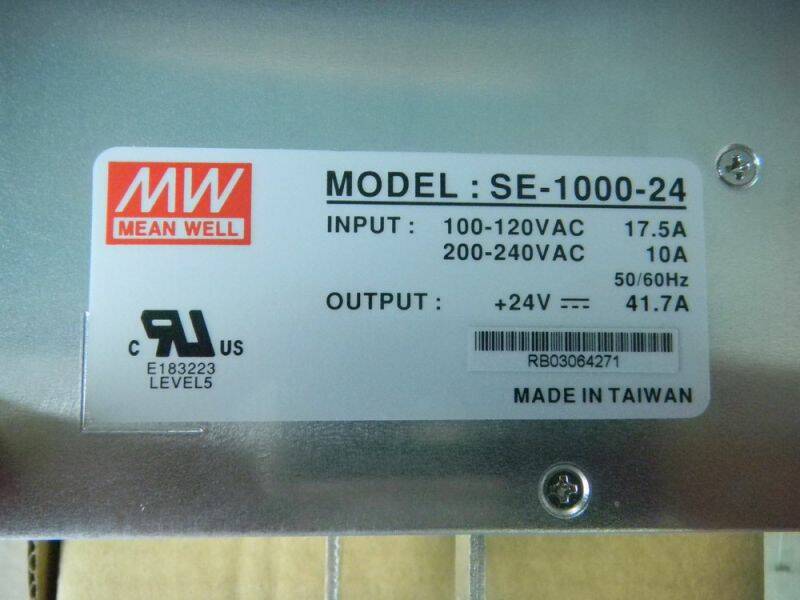 MW
MEAN WELL
MODEL : SE-1000-24
INPUT : 100-120VAC 17.5A
200-240VAC 10A
50/60Hz
OUTPUT : +24V 41.7A
RB03064271
MADE IN TAIWAN
C RU US
E183223
LEVEL5